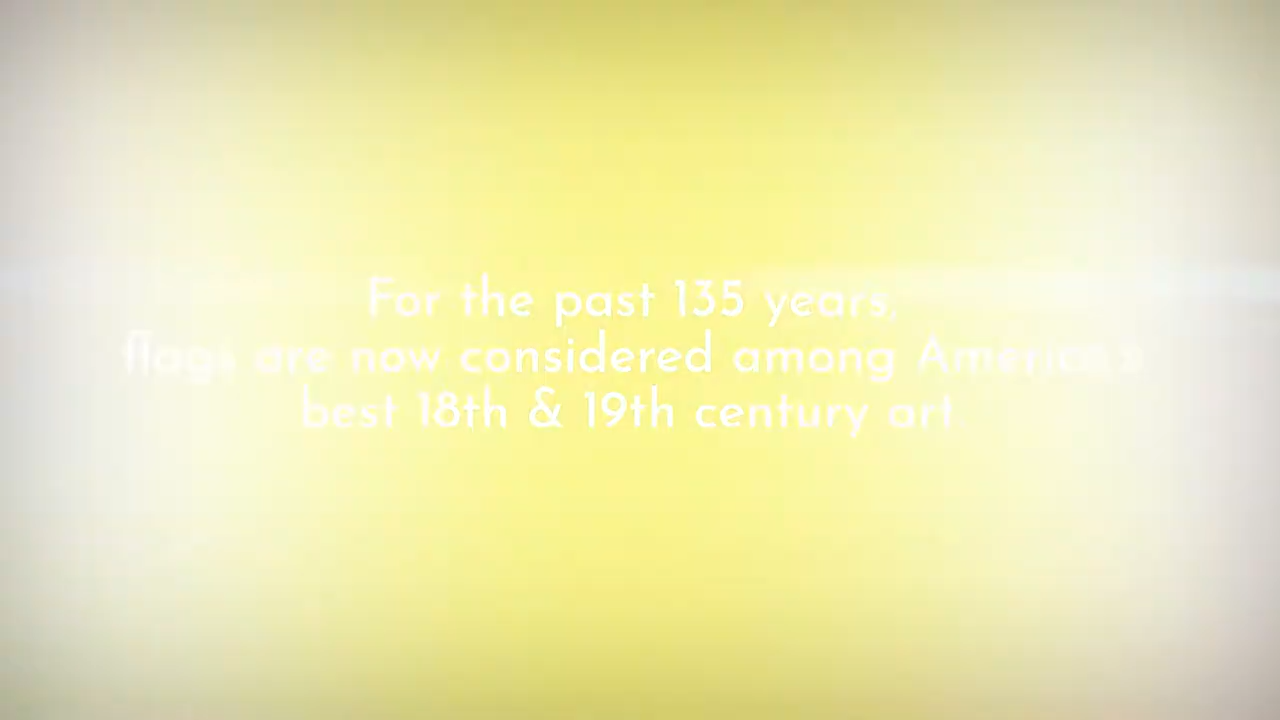 For the past 135 years,
flags are now considered among America's
best 18th & 19th century art.